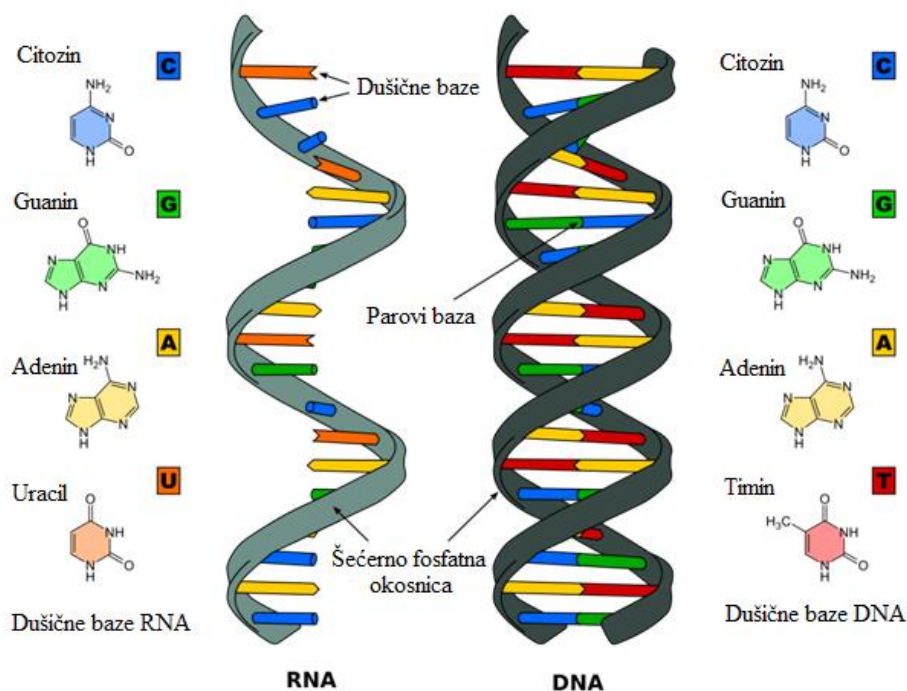 Citozin
C
NH₂
N
N
H
O
Guanin
G
O
N
NH
N
H
N
NH₂
Adenin
A
H₂N
N
N
N
H
N
Uracil
U
O
NH
N
H
O
Dušične baze RNA
Dušične baze
Parovi baza
Šećerno fosfatna
okosnica
RNA
DNA
Citozin
C
NH₂
N
N
H
O
Guanin
G
O
N
NH
N
H
N
NH₂
Adenin
A
H₂N
N
N
N
H
N
Timin
T
O
H₃C
NH
N
H
O
Dušične baze DNA